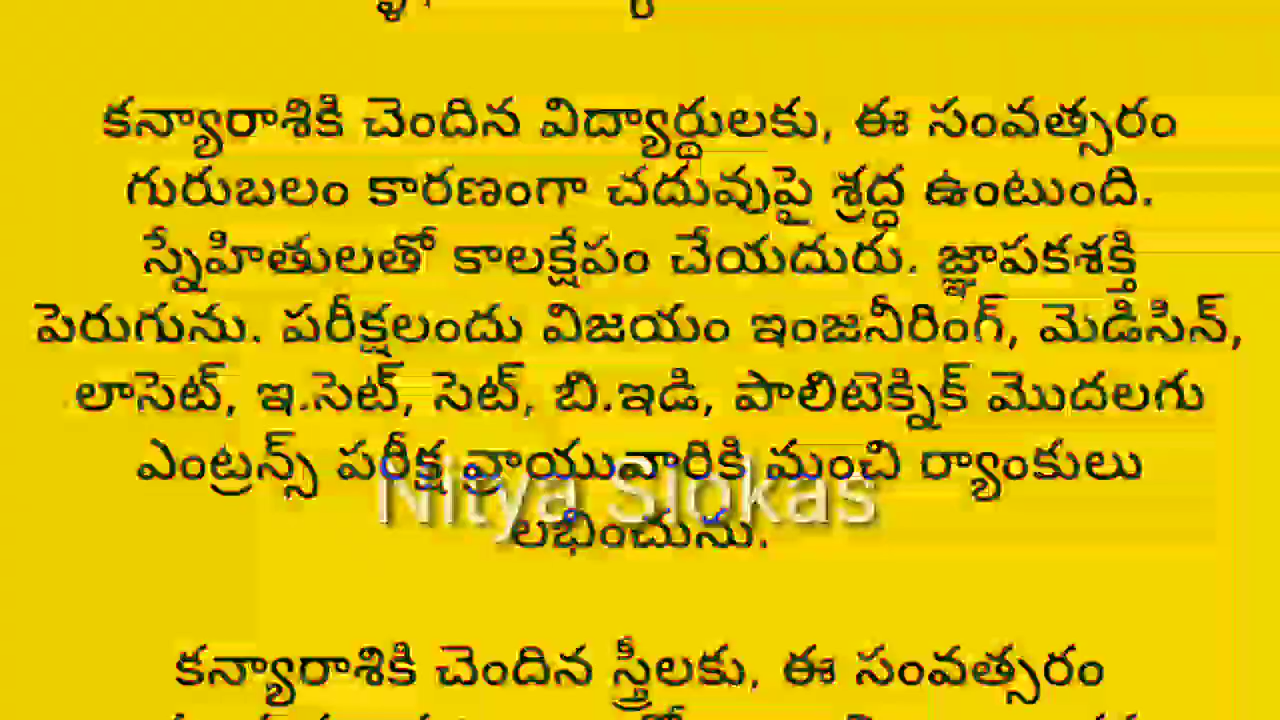 కన్యారాశికి చెందిన విద్యార్థులకు, ఈ సంవత్సరం
గురుబలం కారణంగా చదువుపై శ్రద్ధ ఉంటుంది.
స్నేహితులతో కాలక్షేపం చేయదురు. జ్ఞాపకశక్తి
పెరుగును. పరీక్షలందు విజయం ఇంజనీరింగ్, మెడిసిన్,
లాసెట్, ఇ.సెట్, సెట్, బి.ఇడి, పాలిటెక్నిక్ మొదలగు
ఎంట్రన్స్ పరీక్ష వ్రాయువారికి మంచి ర్యాంకులు
Nitya Slokas
లభించును.
కన్యారాశికి చెందిన స్త్రీలకు, ఈ సంవత్సరం